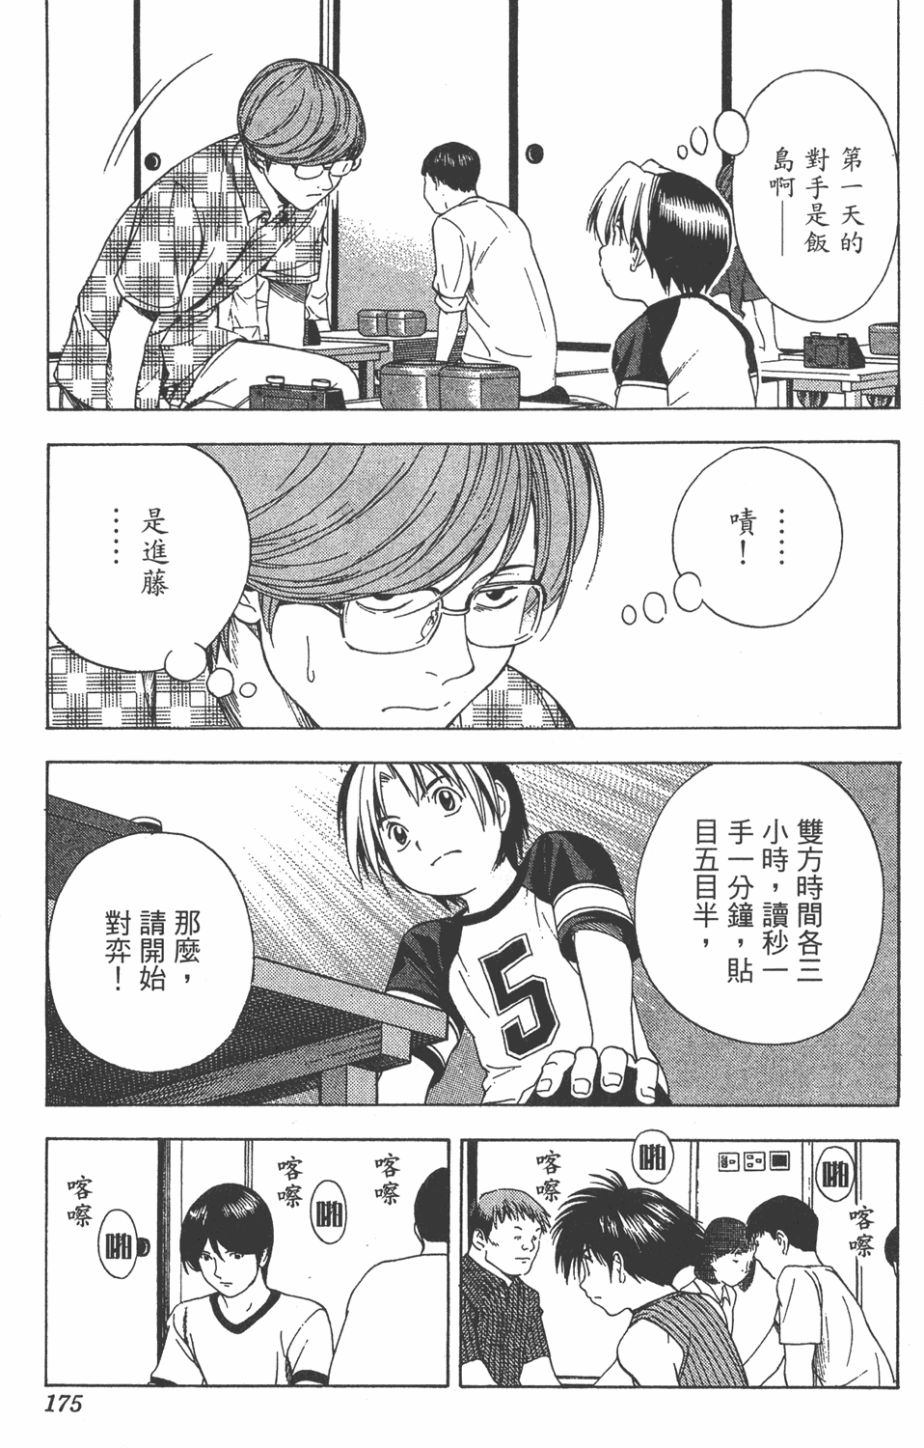 第一天的
對手是飯
島啊——
……
嘖！
是進藤
……
雙方時間各三
小時，讀秒一
手一分鐘，貼
目五目半，
那麼，
請開始
對弈！
啪
啪
喀嚓
喀嚓
喀嚓
喀嚓
啪
喀嚓
啪
175